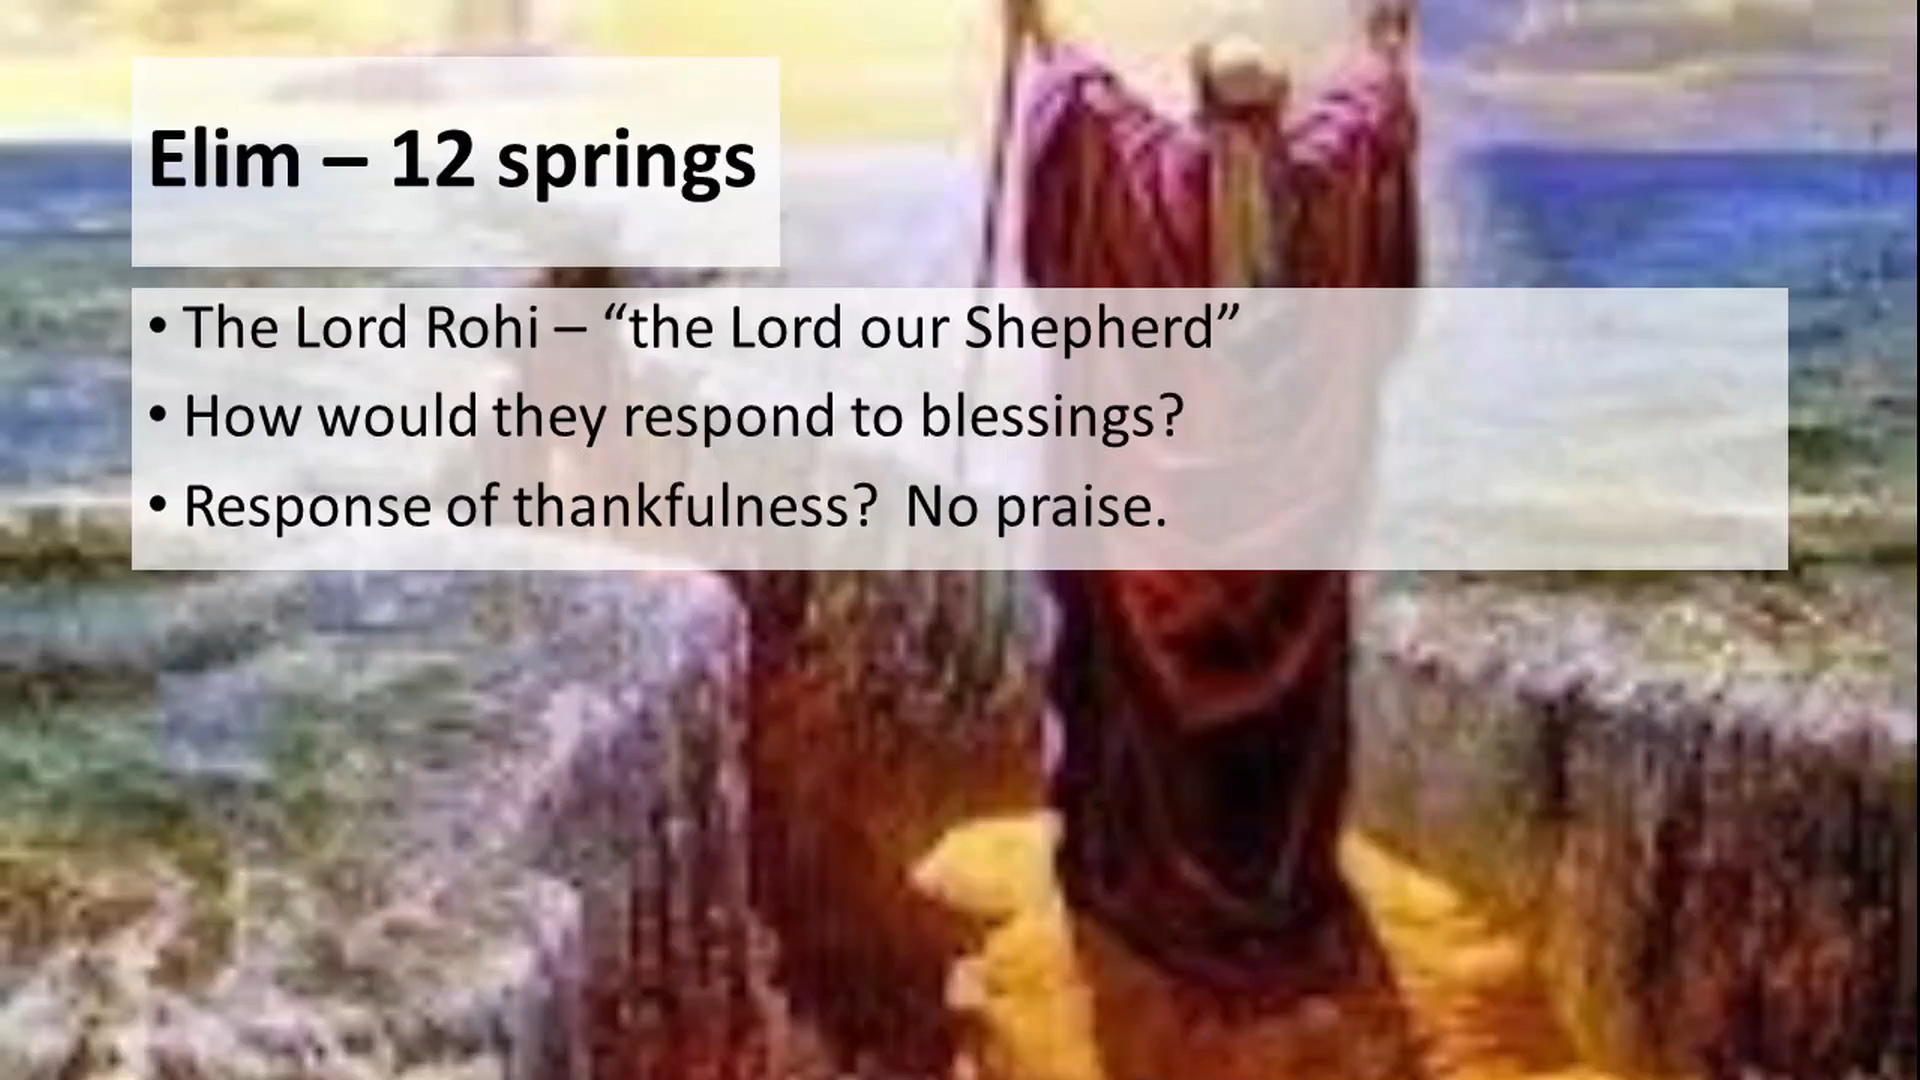 Elim – 12 springs
• The Lord Rohi – “the Lord our Shepherd”
• How would they respond to blessings?
• Response of thankfulness?  No praise.